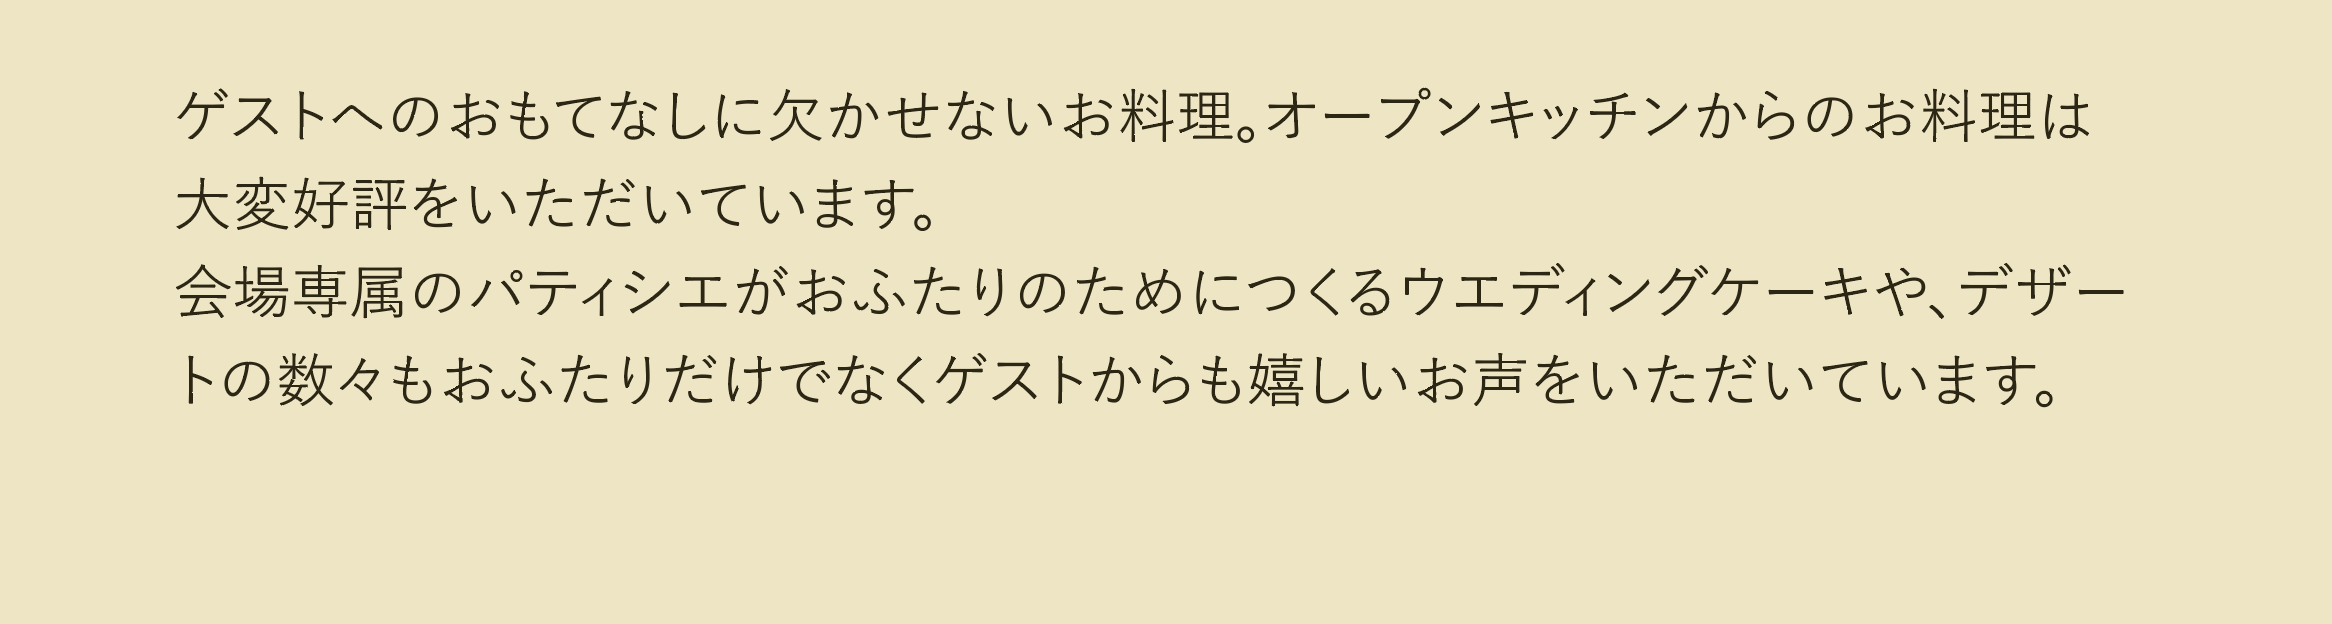 ゲストへのおもてなしに欠かせないお料理。オープンキッチンからのお料理は
大変好評をいただいています。
会場専属のパティシエがおふたりのためにつくるウエディングケーキや、デザー
トの数々もおふたりだけでなくゲストからも嬉しいお声をいただいています。